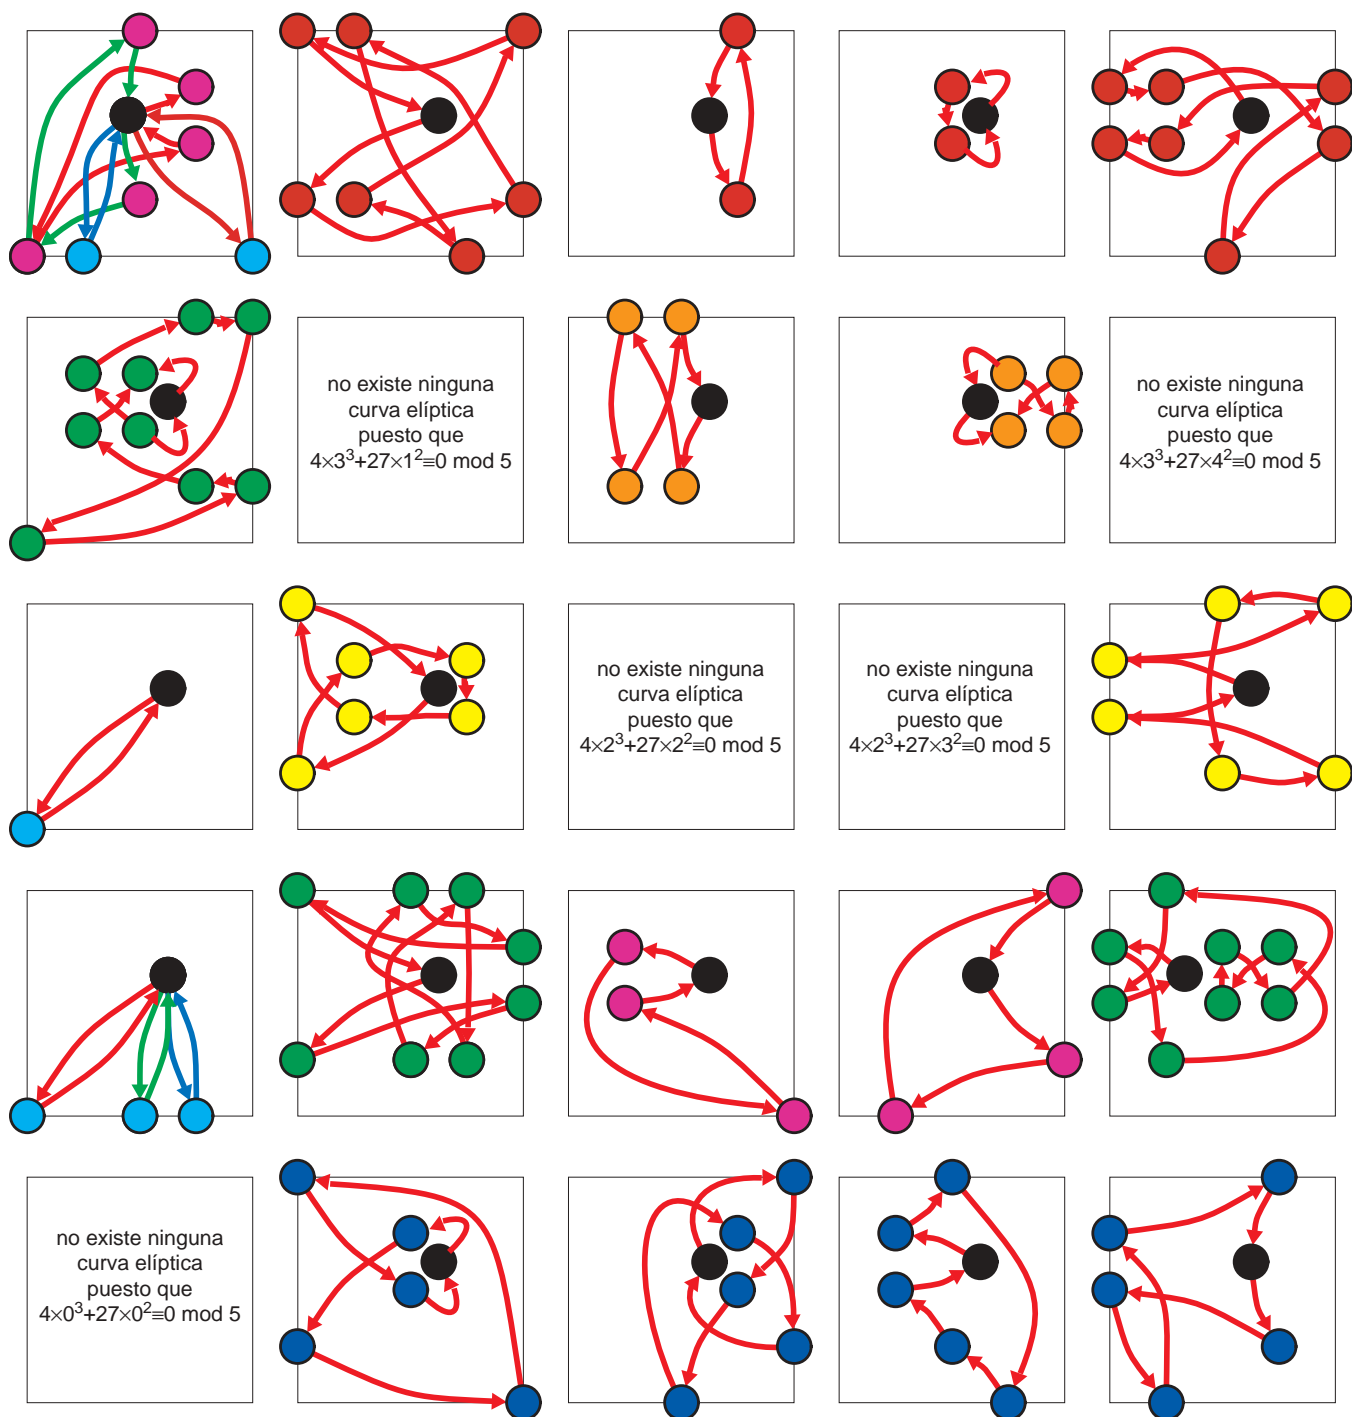 no existe ninguna
curva elíptica
puesto que
4×3³+27×1²≡0 mod 5
no existe ninguna
curva elíptica
puesto que
4×3³+27×4²≡0 mod 5
no existe ninguna
curva elíptica
puesto que
4×2³+27×2²≡0 mod 5
no existe ninguna
curva elíptica
puesto que
4×2³+27×3²≡0 mod 5
no existe ninguna
curva elíptica
puesto que
4×0³+27×0²≡0 mod 5